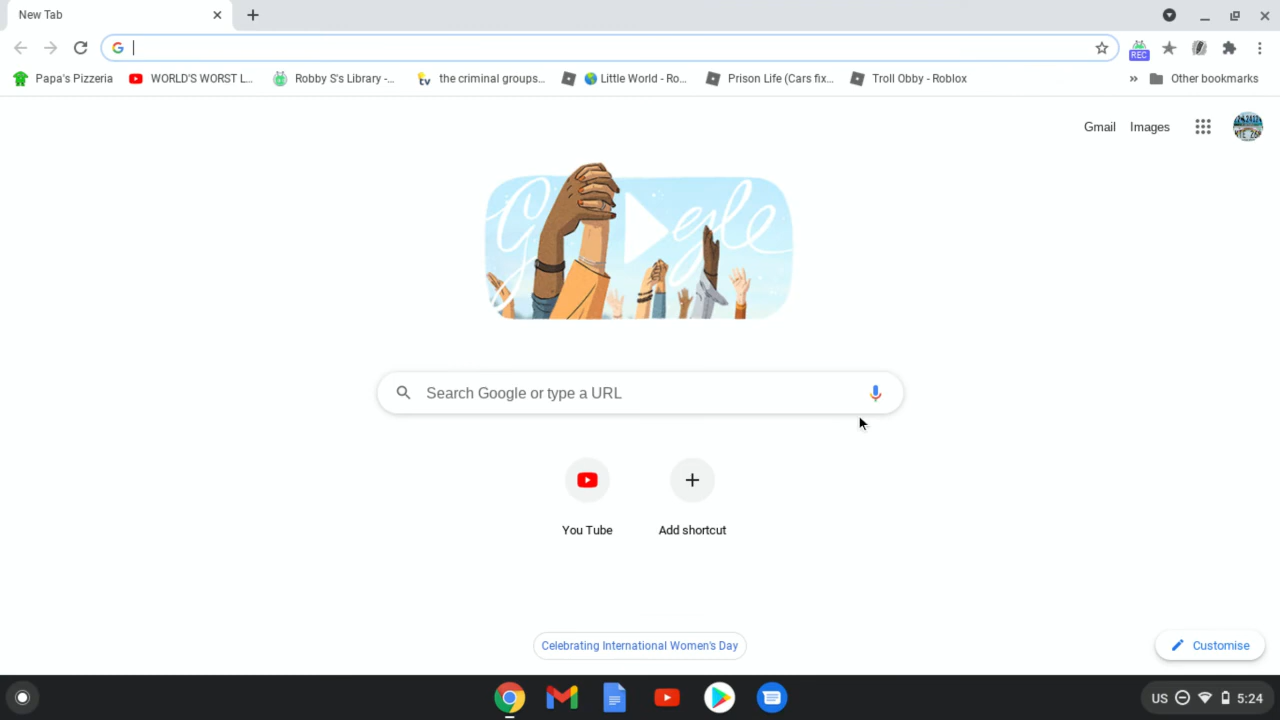 New Tab
Papa's Pizzeria
WORLD'S WORST L...
Robby S's Library -...
tv
the criminal groups...
Little World - Ro...
Prison Life (Cars fix...
Troll Obby - Roblox
»
Other bookmarks
REC
Gmail
Images
Google
Search Google or type a URL
You Tube
Add shortcut
Celebrating International Women's Day
Customise
US
5:24